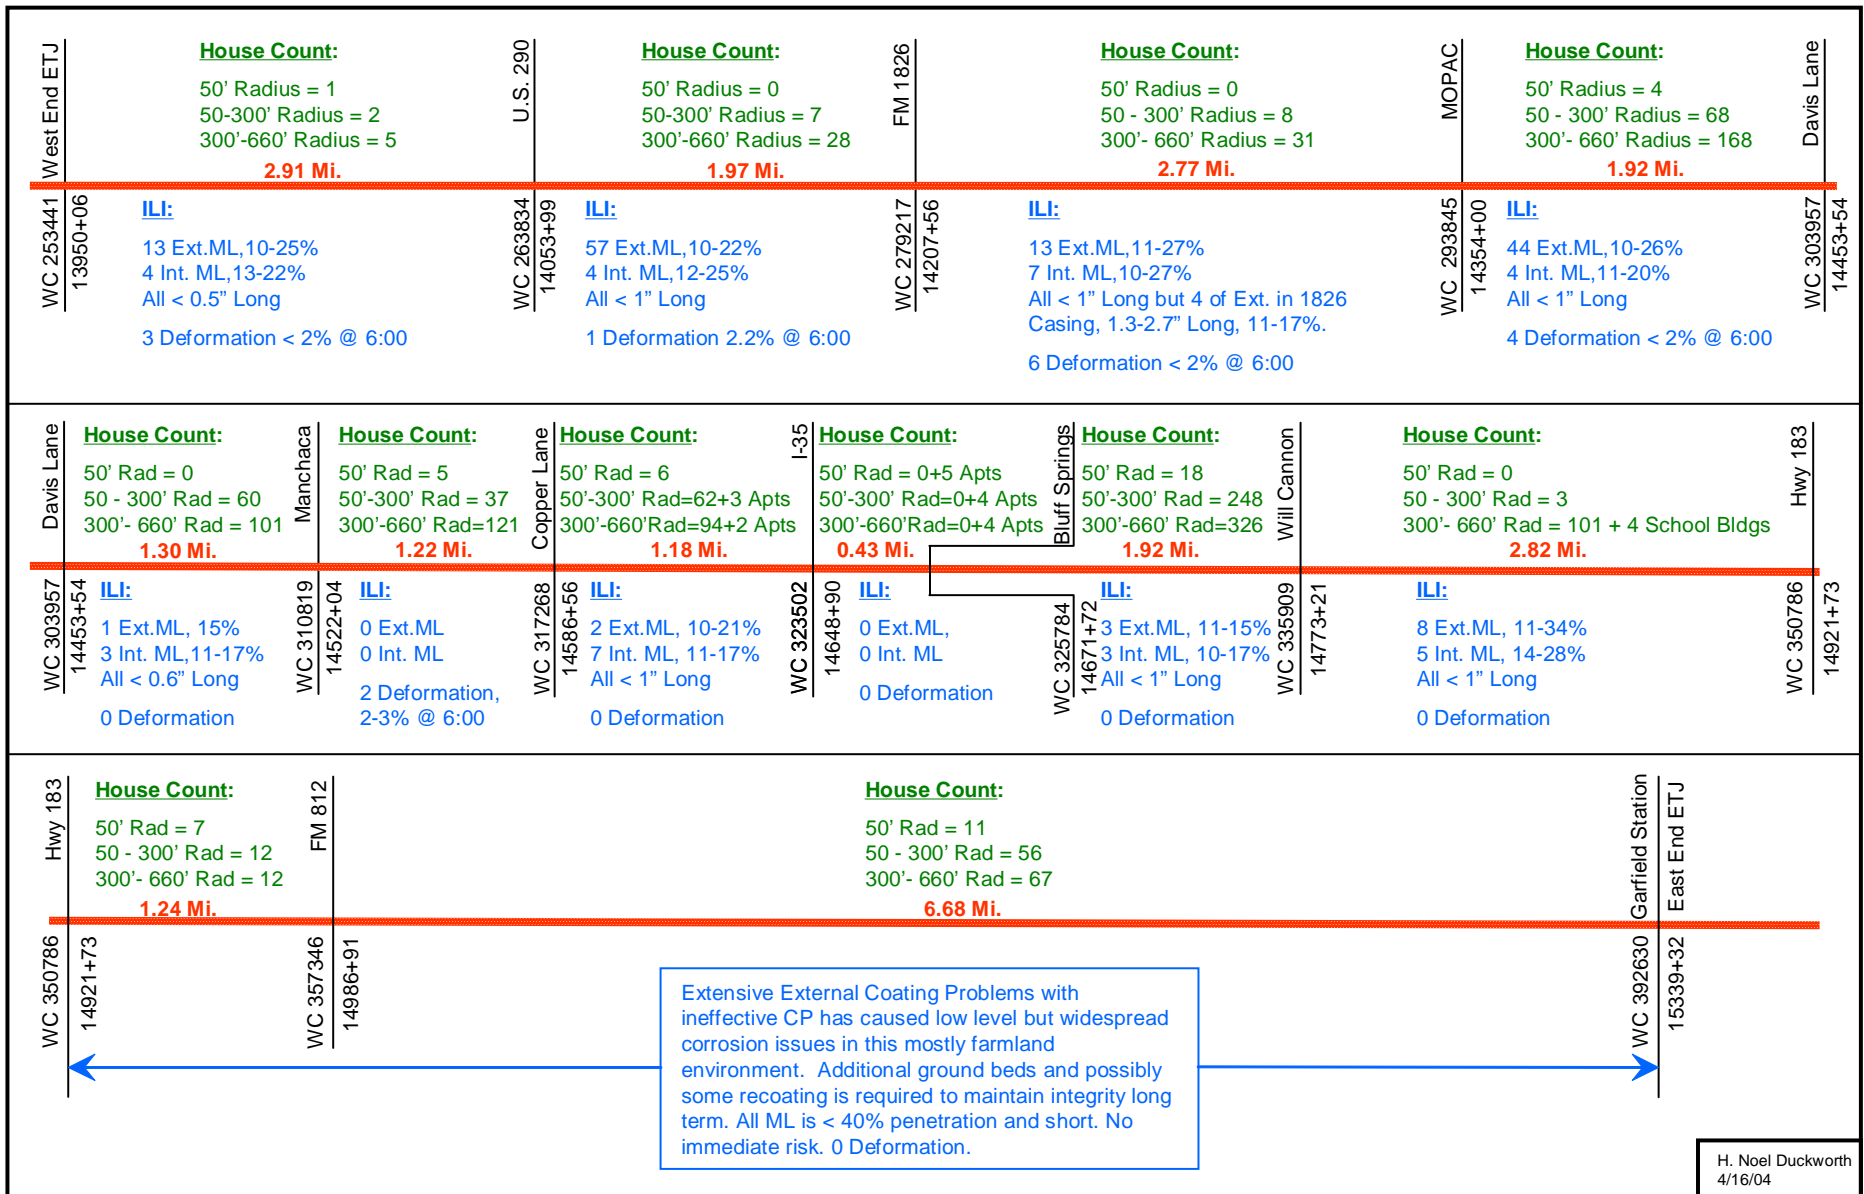 West End ETJ
House Count:
50' Radius = 1
50-300' Radius = 2
300'-660' Radius = 5
2.91 Mi.
U.S. 290
House Count:
50' Radius = 0
50-300' Radius = 7
300'-660' Radius = 28
1.97 Mi.
FM 1826
House Count:
50' Radius = 0
50 - 300' Radius = 8
300'- 660' Radius = 31
2.77 Mi.
MOPAC
House Count:
50' Radius = 4
50 - 300' Radius = 68
300'- 660' Radius = 168
1.92 Mi.
Davis Lane
WC 253441
13950+06
ILI:
13 Ext.ML,10-25%
4 Int. ML,13-22%
All < 0.5” Long
3 Deformation < 2% @ 6:00
WC 263834
14053+99
ILI:
57 Ext.ML,10-22%
4 Int. ML,12-25%
All < 1” Long
1 Deformation 2.2% @ 6:00
WC 279217
14207+56
ILI:
13 Ext.ML,11-27%
7 Int. ML,10-27%
All < 1” Long but 4 of Ext. in 1826
Casing, 1.3-2.7” Long, 11-17%.
6 Deformation < 2% @ 6:00
WC 293845
14354+00
ILI:
44 Ext.ML,10-26%
4 Int. ML,11-20%
All < 1” Long
4 Deformation < 2% @ 6:00
WC 303957
14453+54
Davis Lane
House Count:
50' Rad = 0
50 - 300' Rad = 60
300'- 660' Rad = 101
1.30 Mi.
Manchaca
House Count:
50' Rad = 5
50'-300' Rad = 37
300'-660' Rad=121
1.22 Mi.
Copper Lane
House Count:
50' Rad = 6
50'-300' Rad=62+3 Apts
300'-660'Rad=94+2 Apts
1.18 Mi.
I-35
House Count:
50' Rad = 0+5 Apts
50'-300' Rad=0+4 Apts
300'-660'Rad=0+4 Apts
0.43 Mi.
Bluff Springs
House Count:
50' Rad = 18
50'-300' Rad = 248
300'-660' Rad=326
1.92 Mi.
Will Cannon
House Count:
50' Rad = 0
50 - 300' Rad = 3
300'- 660' Rad = 101 + 4 School Bldgs
2.82 Mi.
Hwy 183
WC 303957
14453+54
ILI:
1 Ext.ML, 15%
3 Int. ML,11-17%
All < 0.6” Long
0 Deformation
WC 310819
14522+04
ILI:
0 Ext.ML
0 Int. ML
2 Deformation,
2-3% @ 6:00
WC 317268
14586+56
ILI:
2 Ext.ML, 10-21%
7 Int. ML, 11-17%
All < 1” Long
0 Deformation
WC 323502
14648+90
ILI:
0 Ext.ML,
0 Int. ML
0 Deformation
WC 325784
14671+72
ILI:
3 Ext.ML, 11-15%
3 Int. ML, 10-17%
All < 1” Long
0 Deformation
WC 335909
14773+21
ILI:
8 Ext.ML, 11-34%
5 Int. ML, 14-28%
All < 1” Long
0 Deformation
WC 350786
14921+73
Hwy 183
House Count:
50' Rad = 7
50 - 300' Rad = 12
300'- 660' Rad = 12
1.24 Mi.
FM 812
House Count:
50' Rad = 11
50 - 300' Rad = 56
300'- 660' Rad = 67
6.68 Mi.
Garfield Station
East End ETJ
WC 350786
14921+73
WC 357346
14986+91
Extensive External Coating Problems with
ineffective CP has caused low level but widespread
corrosion issues in this mostly farmland
environment.  Additional ground beds and possibly
some recoating is required to maintain integrity long
term. All ML is < 40% penetration and short. No
immediate risk. 0 Deformation.
WC 392630
15339+32
H. Noel Duckworth
4/16/04